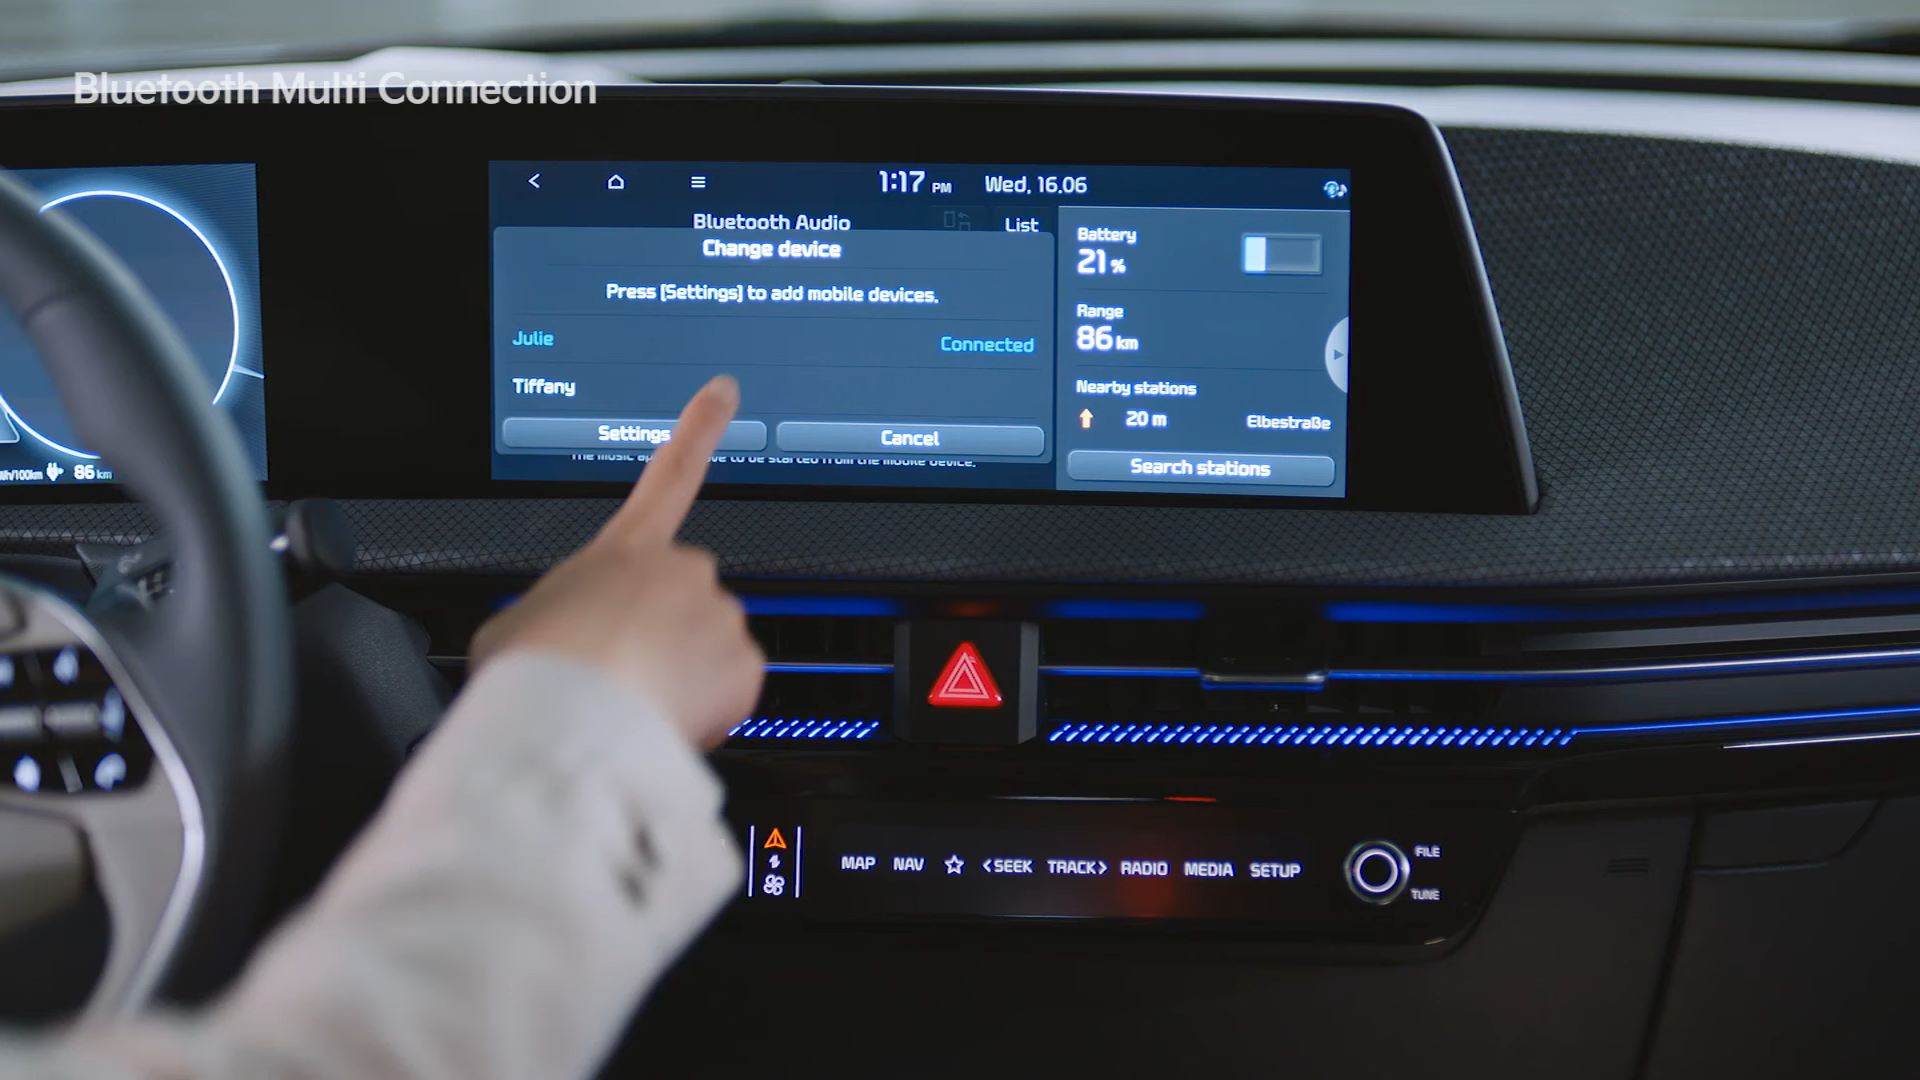 Bluetooth Multi Connection
1:17 PM Wed, 16.06
Bluetooth Audio List
Change device
Press [Settings] to add mobile devices.
Julie Connected
Tiffany
Settings Cancel
Battery
21 %
Range
86 km
Nearby stations
20 m Elbestraße
Search stations
/100km 86 km
MAP NAV < SEEK TRACK > RADIO MEDIA SETUP
FILE
TUNE